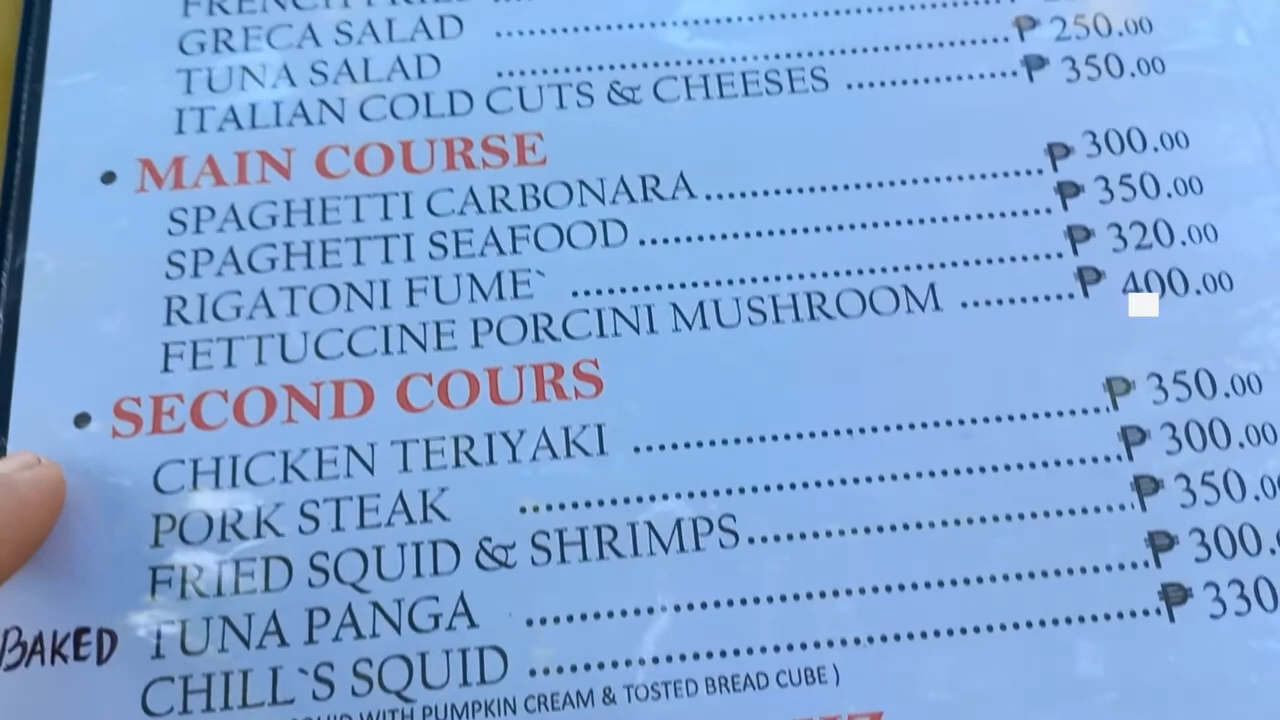 FRENCH
GRECA SALAD
TUNA SALAD ₱ 250.00
ITALIAN COLD CUTS & CHEESES ₱ 350.00
• MAIN COURSE
SPAGHETTI CARBONARA ₱ 300.00
SPAGHETTI SEAFOOD ₱ 350.00
RIGATONI FUME` ₱ 320.00
FETTUCCINE PORCINI MUSHROOM ₱ 400.00
• SECOND COURS
CHICKEN TERIYAKI ₱ 350.00
PORK STEAK ₱ 300.00
FRIED SQUID & SHRIMPS ₱ 350.0
BAKED TUNA PANGA ₱ 300.
CHILL`S SQUID ₱ 330
WITH PUMPKIN CREAM & TOSTED BREAD CUBE )